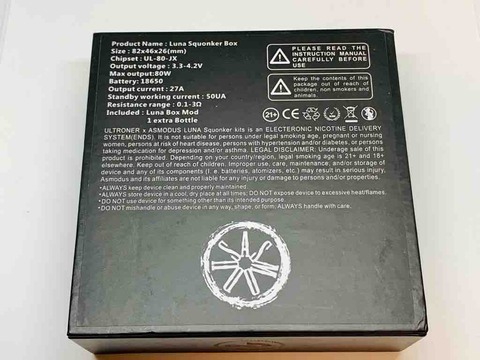 Product Name : Luna Squonker Box
Size : 82x46x26(mm)
Chipset : UL-80-JX
Output voltage : 3.3-4.2V
Max output:80W
Battery: 18650
Output current : 27A
Standby working current : 50UA
Resistance range : 0.1-3Ω
Included : Luna Box Mod
1 extra Bottle
PLEASE READ THE
INSTRUCTION MANUAL
CAREFULLY BEFORE
USE
Keep the contents of this
package out of reach of
children, non smokers and
animals.
21+
CE
ULTRONER x ASMODUS LUNA Squonker kits is an ELECTERONIC NICOTINE DELIVERY
SYSTEM(ENDS). It is not suitable for persons under legal smoking age, pregnant or nursing
women, persons at risk of heart disease, persons with hypertention and/or diabetes, or persons
taking medication for depression and/or asthma. LEGAL DISCLAIMER: Underage sale of this
product is prohibited. Depending on your country/region, legal smoking age is 21+ and 18+
elsewhere. Keep out of reach of children. Improper use, care, maintenance; and/or storage of
device and any of its components (I.e. batteries, atomizers, etc.) may result in serious injury.
Asmodus and its affiliates are not liable for any damage to persons and/or properties.
•ALWAYS keep device clean and properly maintained.
•ALWAYS store device in a cool, dry place at all times; DO NOT expose device to excessive heat/flames.
•DO NOT use device for something other than its intended purpose.
•DO NOT mishandle or abuse device in any way, shape, or form; ALWAYS handle with care.